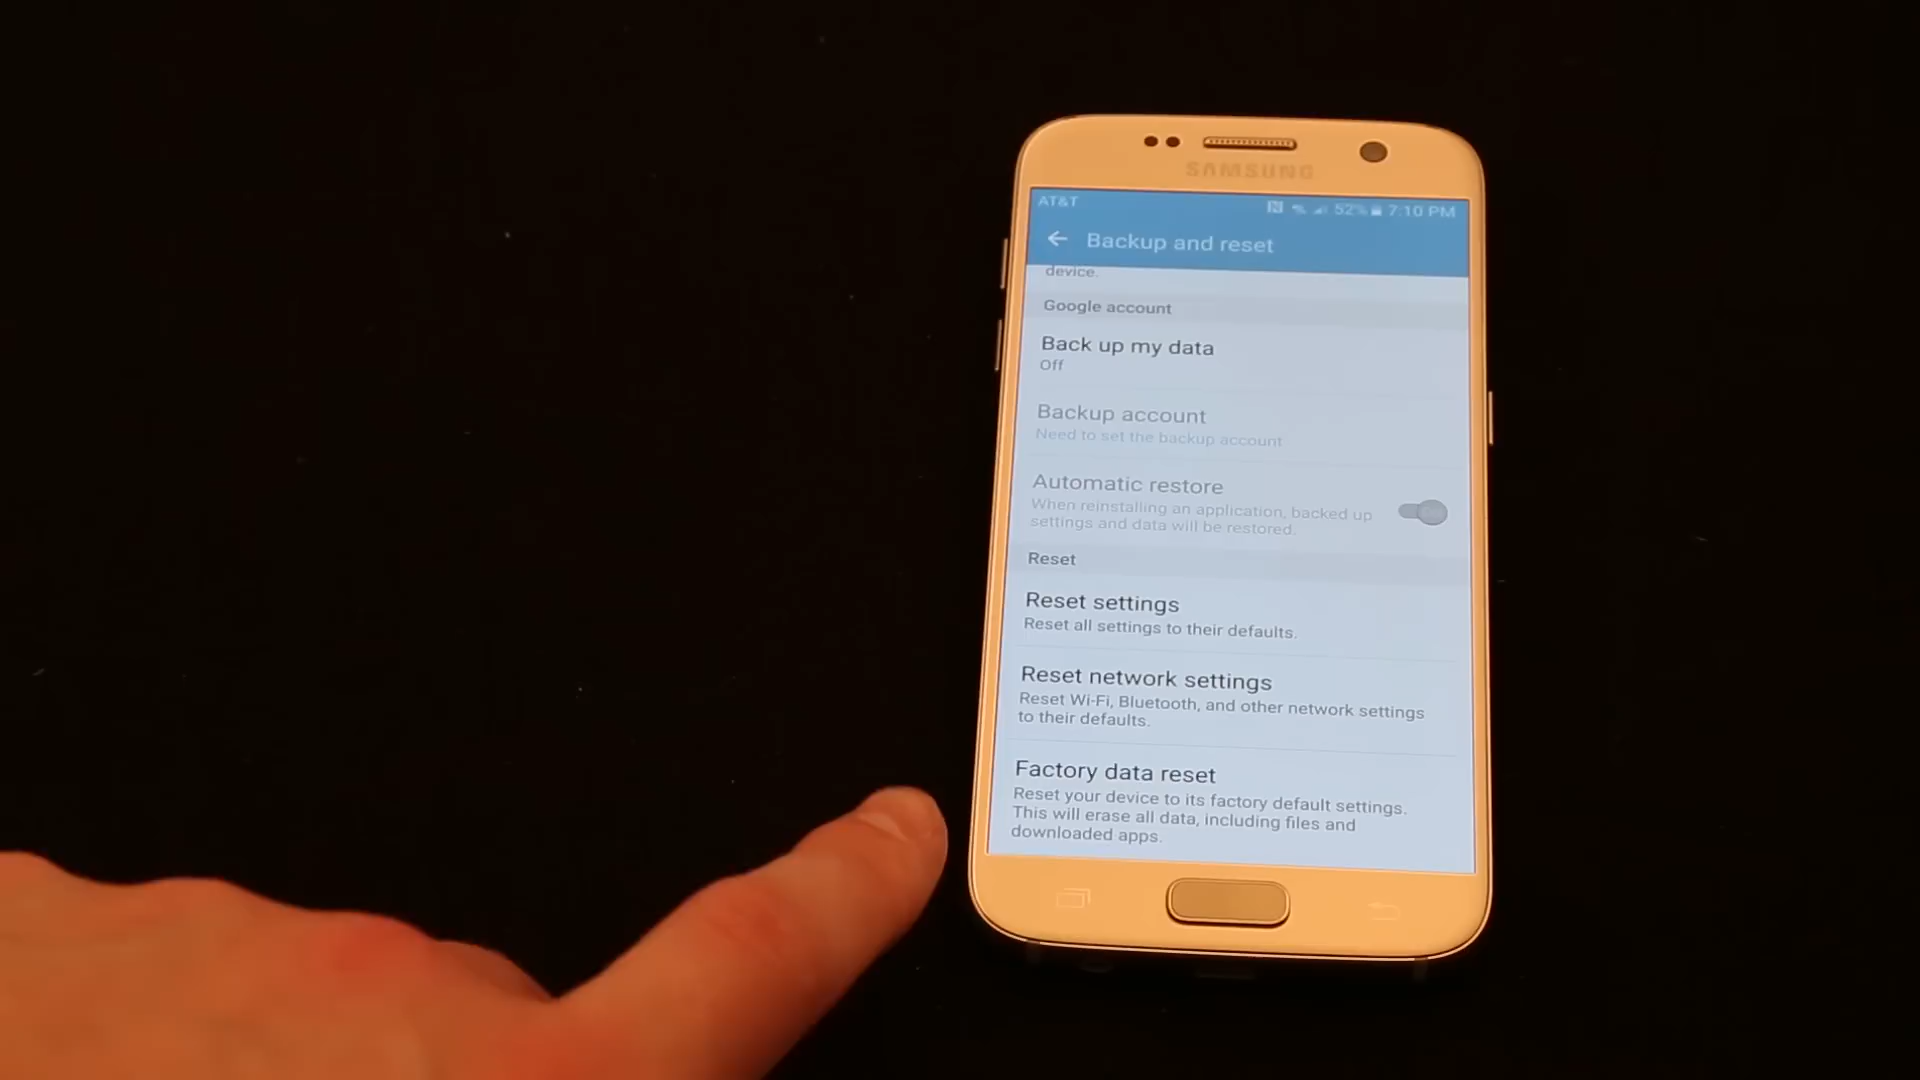 SAMSUNG
AT&T 52% 7:10 PM
Backup and reset
device.
Google account
Back up my data
Off
Backup account
Need to set the backup account
Automatic restore
When reinstalling an application, backed up
settings and data will be restored.
Reset
Reset settings
Reset all settings to their defaults.
Reset network settings
Reset Wi-Fi, Bluetooth, and other network settings
to their defaults.
Factory data reset
Reset your device to its factory default settings.
This will erase all data, including files and
downloaded apps.